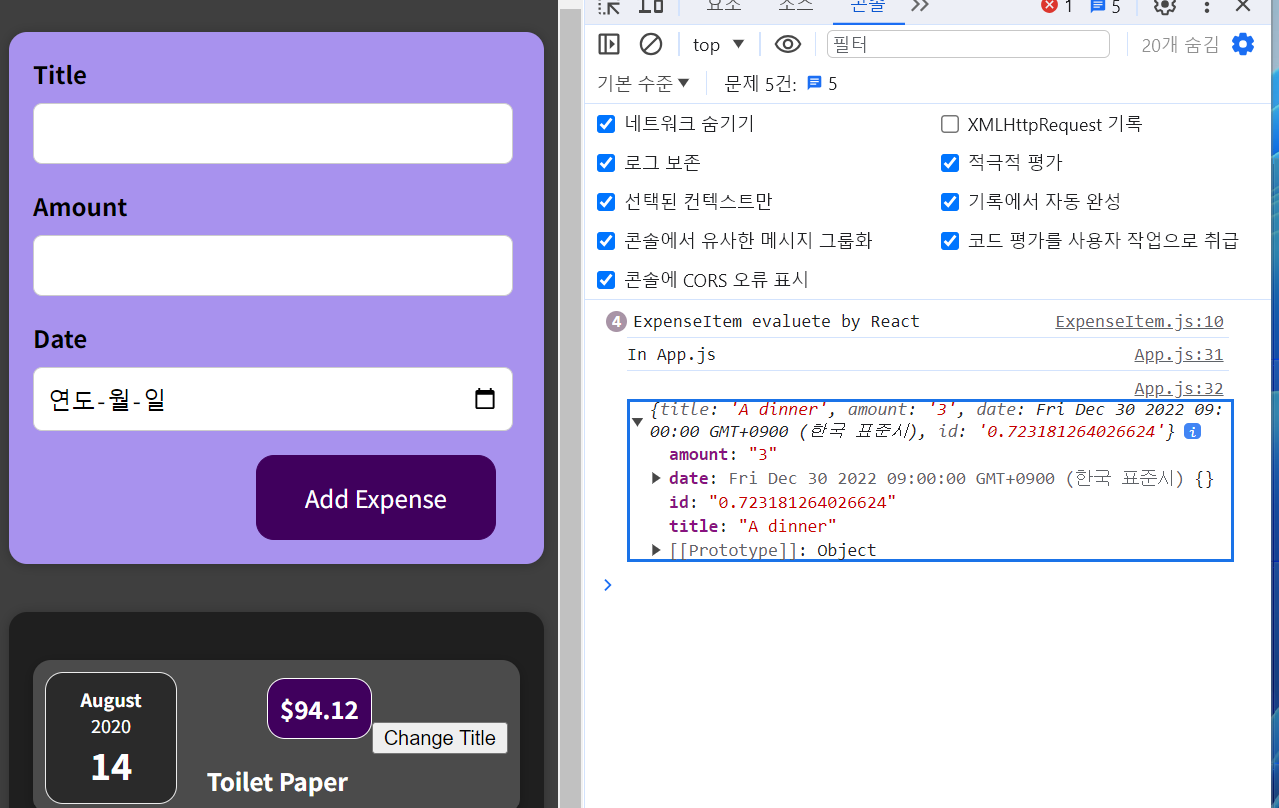 Title
Amount
Date
연도-월-일
Add Expense
August
2020
14
$94.12
Change Title
Toilet Paper
요소 소스 콘솔 1 5
top 필터 20개 숨김
기본 수준 문제 5건: 5
네트워크 숨기기 XMLHttpRequest 기록
로그 보존 적극적 평가
선택된 컨텍스트만 기록에서 자동 완성
콘솔에서 유사한 메시지 그룹화 코드 평가를 사용자 작업으로 취급
콘솔에 CORS 오류 표시
4 ExpenseItem evaluete by React ExpenseItem.js:10
In App.js App.js:31
App.js:32
{title: 'A dinner', amount: '3', date: Fri Dec 30 2022 09:
00:00 GMT+0900 (한국 표준시), id: '0.723181264026624'}
amount: "3"
date: Fri Dec 30 2022 09:00:00 GMT+0900 (한국 표준시) {}
id: "0.723181264026624"
title: "A dinner"
[[Prototype]]: Object